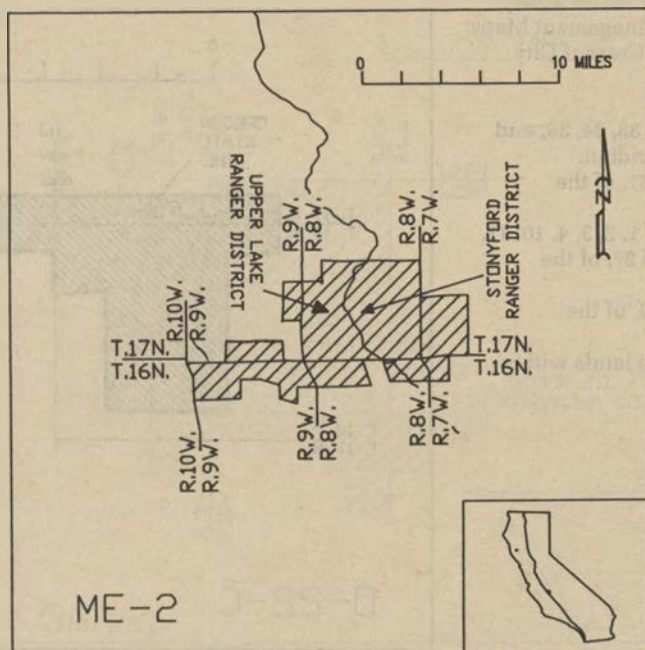 0
10 MILES
N
UPPER LAKE
RANGER DISTRICT
R.9W.
R.8W.
R.8W.
R.7W.
STONYFORD
RANGER DISTRICT
R.10W.
R.9W.
T.17N.
T.16N.
T.17N.
T.16N.
R.10W.
R.9W.
R.9W.
R.8W.
R.8W.
R.7W.
ME-2